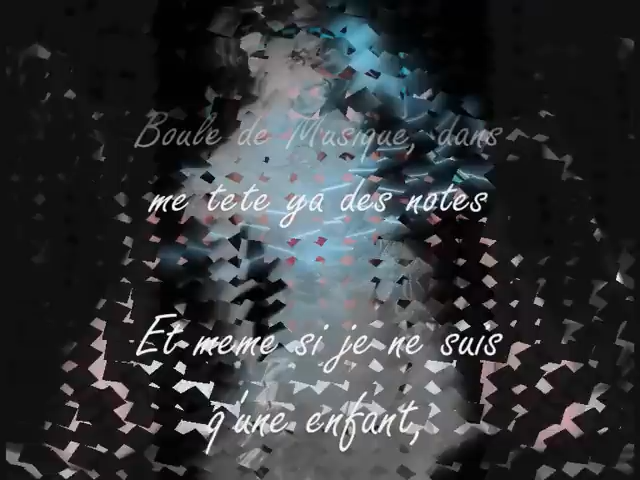 Boule de Musique, dans
me tete ya des notes
Et meme si je ne suis
q'une enfant,